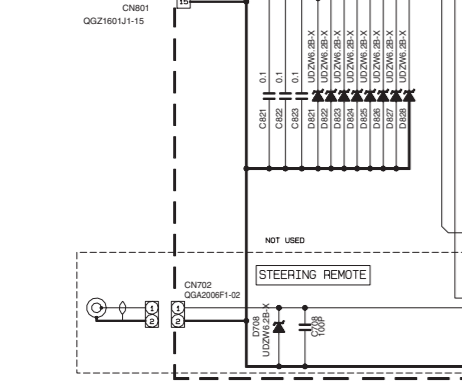 CN801
QGZ1601J1-15
15
0.1
0.1
0.1
UDZW6.2B-X
UDZW6.2B-X
UDZW6.2B-X
UDZW6.2B-X
UDZW6.2B-X
UDZW6.2B-X
UDZW6.2B-X
UDZW6.2B-X
C821
C822
C823
D821
D822
D823
D824
D825
D826
D827
D828
NOT USED
STEERING REMOTE
CN702
QGA2006F1-02
1
2
1
2
D708
UDZW6.2B-X
C708
100P